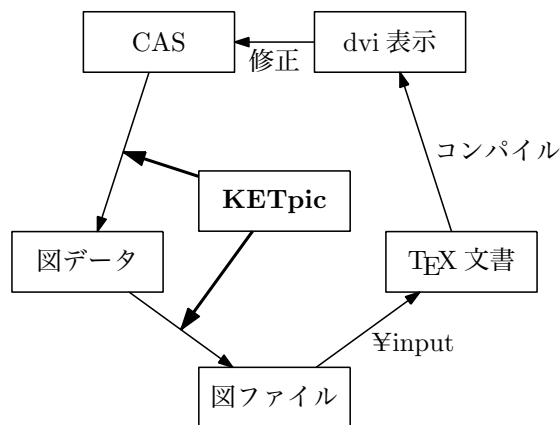 CAS
dvi 表示
修正
コンパイル
KETpic
図データ
TEX 文書
¥input
図ファイル